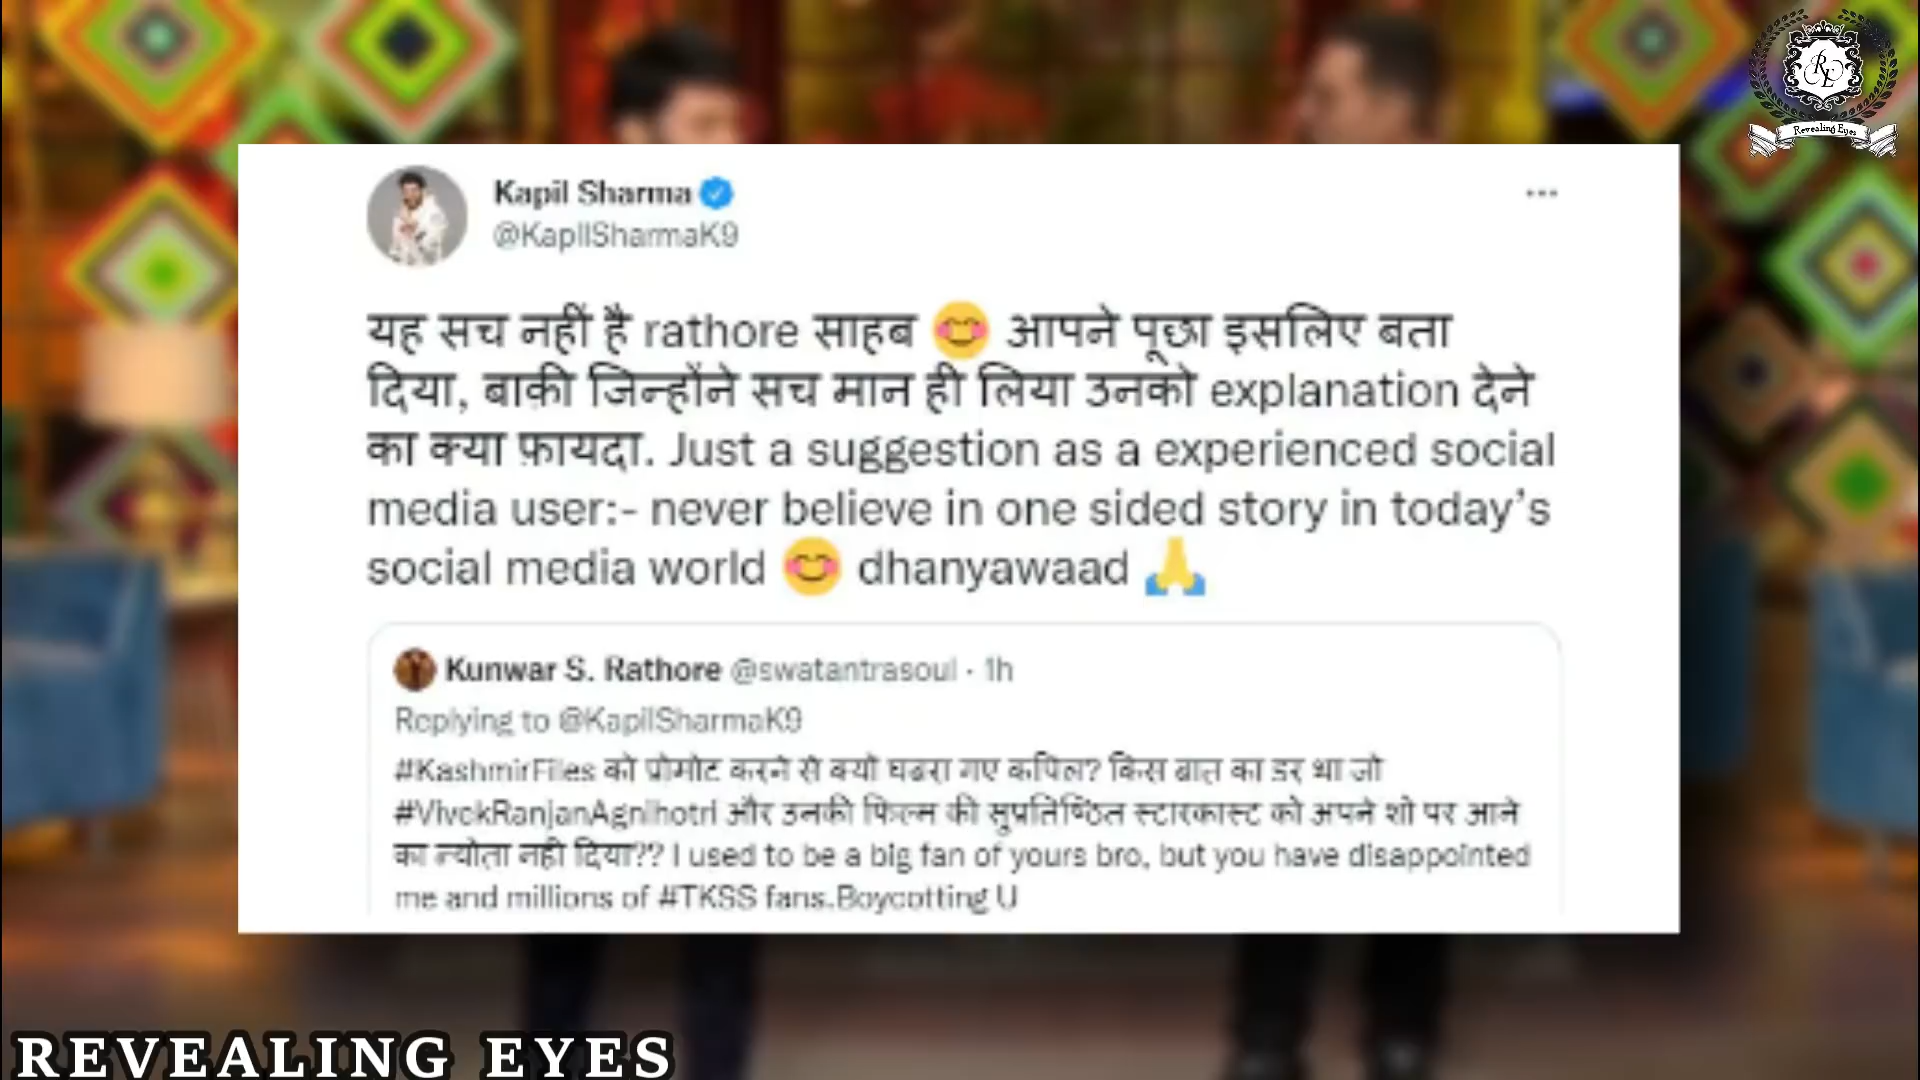 Revealing Eyes
Kapil Sharma
@KapilSharmaK9
यह सच नहीं है rathore साहब 😊 आपने पूछा इसलिए बता
दिया, बाक़ी जिन्होंने सच मान ही लिया उनको explanation देने
का क्या फ़ायदा. Just a suggestion as a experienced social
media user:- never believe in one sided story in today’s
social media world 😊 dhanyawaad 🙏
Kunwar S. Rathore @swatantrasoul · 1h
Replying to @KapilSharmaK9
#KashmirFiles को प्रोमोट करने से क्यों घबरा गए कपिल? किस बात का डर था जो
#VivekRanjanAgnihotri और उनकी फिल्म की सुप्रतिष्ठित स्टारकास्ट को अपने शो पर आने
का न्योता नहीं दिया?? I used to be a big fan of yours bro, but you have disappointed
me and millions of #TKSS fans.Boycotting U
REVEALING EYES